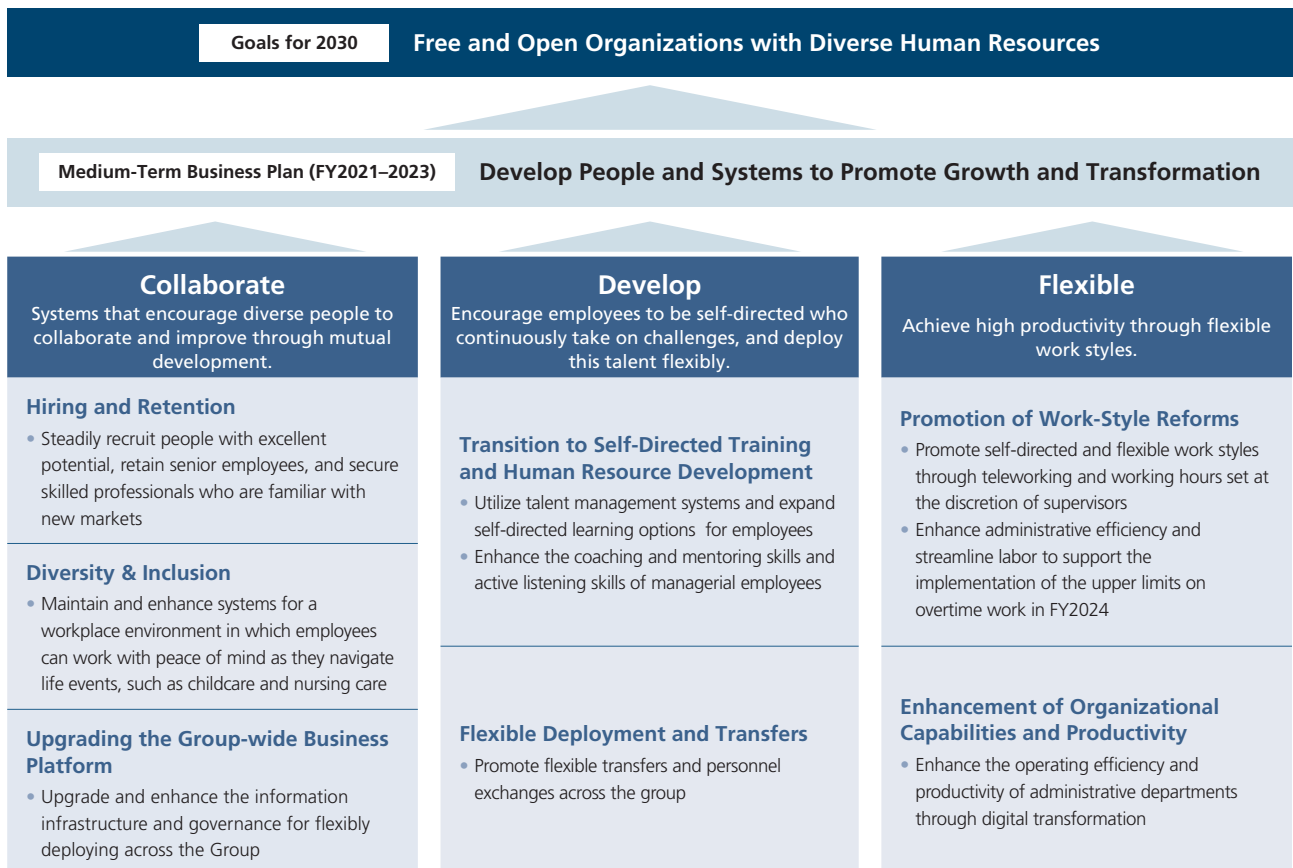 Goals for 2030
Free and Open Organizations with Diverse Human Resources
Medium-Term Business Plan (FY2021–2023)
Develop People and Systems to Promote Growth and Transformation
Collaborate
Systems that encourage diverse people to
collaborate and improve through mutual
development.
Hiring and Retention
• Steadily recruit people with excellent
potential, retain senior employees, and secure
skilled professionals who are familiar with
new markets
Diversity & Inclusion
• Maintain and enhance systems for a
workplace environment in which employees
can work with peace of mind as they navigate
life events, such as childcare and nursing care
Upgrading the Group-wide Business
Platform
• Upgrade and enhance the information
infrastructure and governance for flexibly
deploying across the Group
Develop
Encourage employees to be self-directed who
continuously take on challenges, and deploy
this talent flexibly.
Transition to Self-Directed Training
and Human Resource Development
• Utilize talent management systems and expand
self-directed learning options for employees
• Enhance the coaching and mentoring skills and
active listening skills of managerial employees
Flexible Deployment and Transfers
• Promote flexible transfers and personnel
exchanges across the group
Flexible
Achieve high productivity through flexible
work styles.
Promotion of Work-Style Reforms
• Promote self-directed and flexible work styles
through teleworking and working hours set at
the discretion of supervisors
• Enhance administrative efficiency and
streamline labor to support the
implementation of the upper limits on
overtime work in FY2024
Enhancement of Organizational
Capabilities and Productivity
• Enhance the operating efficiency and
productivity of administrative departments
through digital transformation